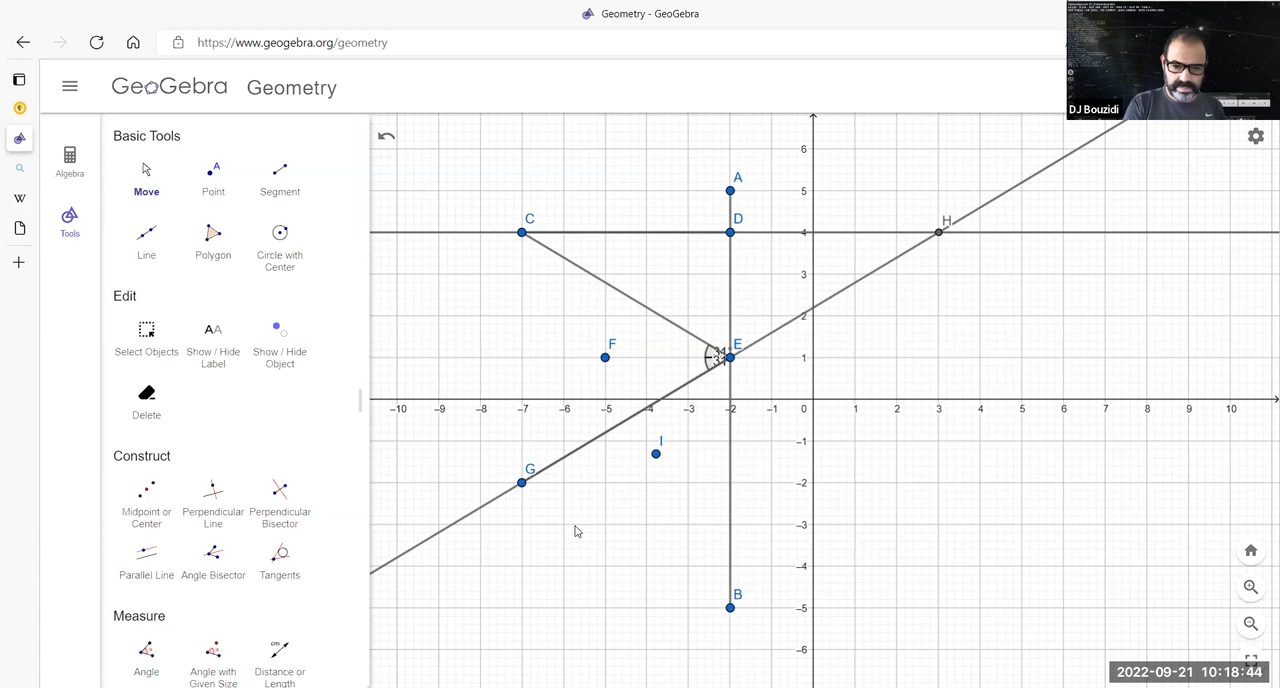 Geometry - GeoGebra
https://www.geogebra.org/geometry
DJ Bouzidi
GeoGebra Geometry
Algebra
Tools
Basic Tools
Move
Point
Segment
Line
Polygon
Circle with Center
Edit
Select Objects
Show / Hide Label
Show / Hide Object
Delete
Construct
Midpoint or Center
Perpendicular Line
Perpendicular Bisector
Parallel Line
Angle Bisector
Tangents
Measure
Angle
Angle with Given Size
Distance or Length
A
C
D
H
F
E
31°
G
I
B
6
5
4
3
2
1
–10 –9 –8 –7 –6 –5 –4 –3 –2 –1 0 1 2 3 4 5 6 7 8 9 10
–1
–2
–3
–4
–5
–6
2022-09-21 10:18:44